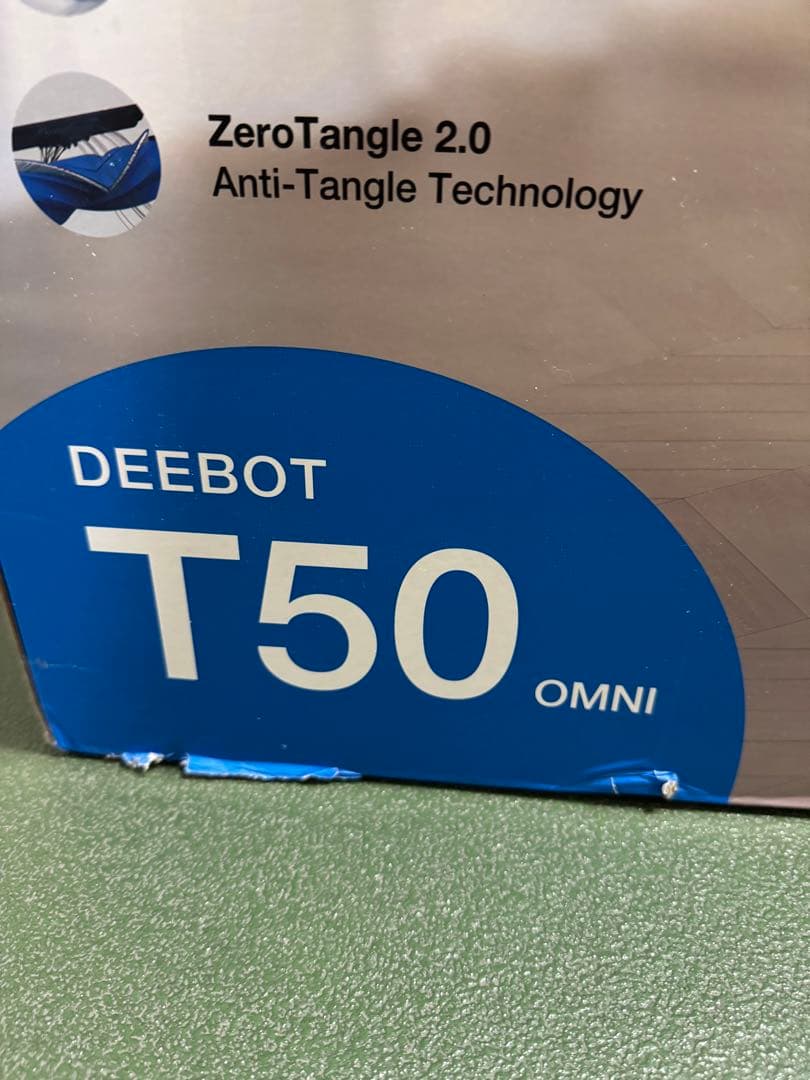 ZeroTangle 2.0
Anti-Tangle Technology
DEEBOT
T50 OMNI